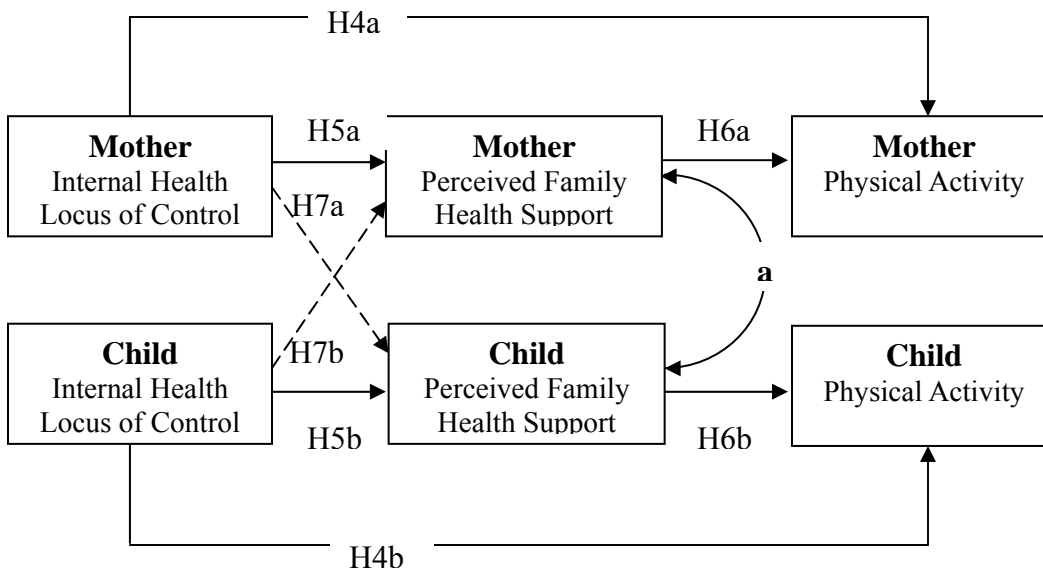 H4a
H5a
H6a
Mother
Internal Health
Locus of Control
Mother
Perceived Family
Health Support
Mother
Physical Activity
H7a
a
H7b
Child
Internal Health
Locus of Control
Child
Perceived Family
Health Support
Child
Physical Activity
H5b
H6b
H4b